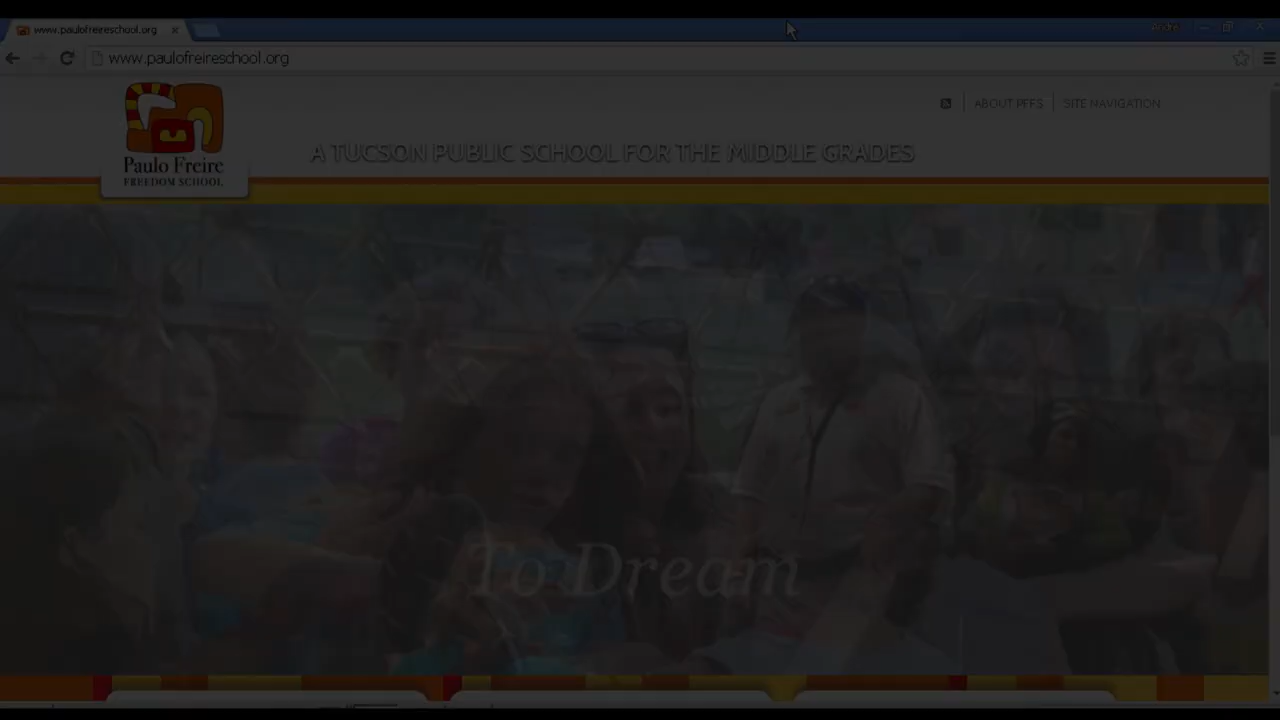 www.paulofreireschool.org
Andre
www.paulofreireschool.org
ABOUT PFFS
SITE NAVIGATION
Paulo Freire
FREEDOM SCHOOL
A TUCSON PUBLIC SCHOOL FOR THE MIDDLE GRADES
To Dream